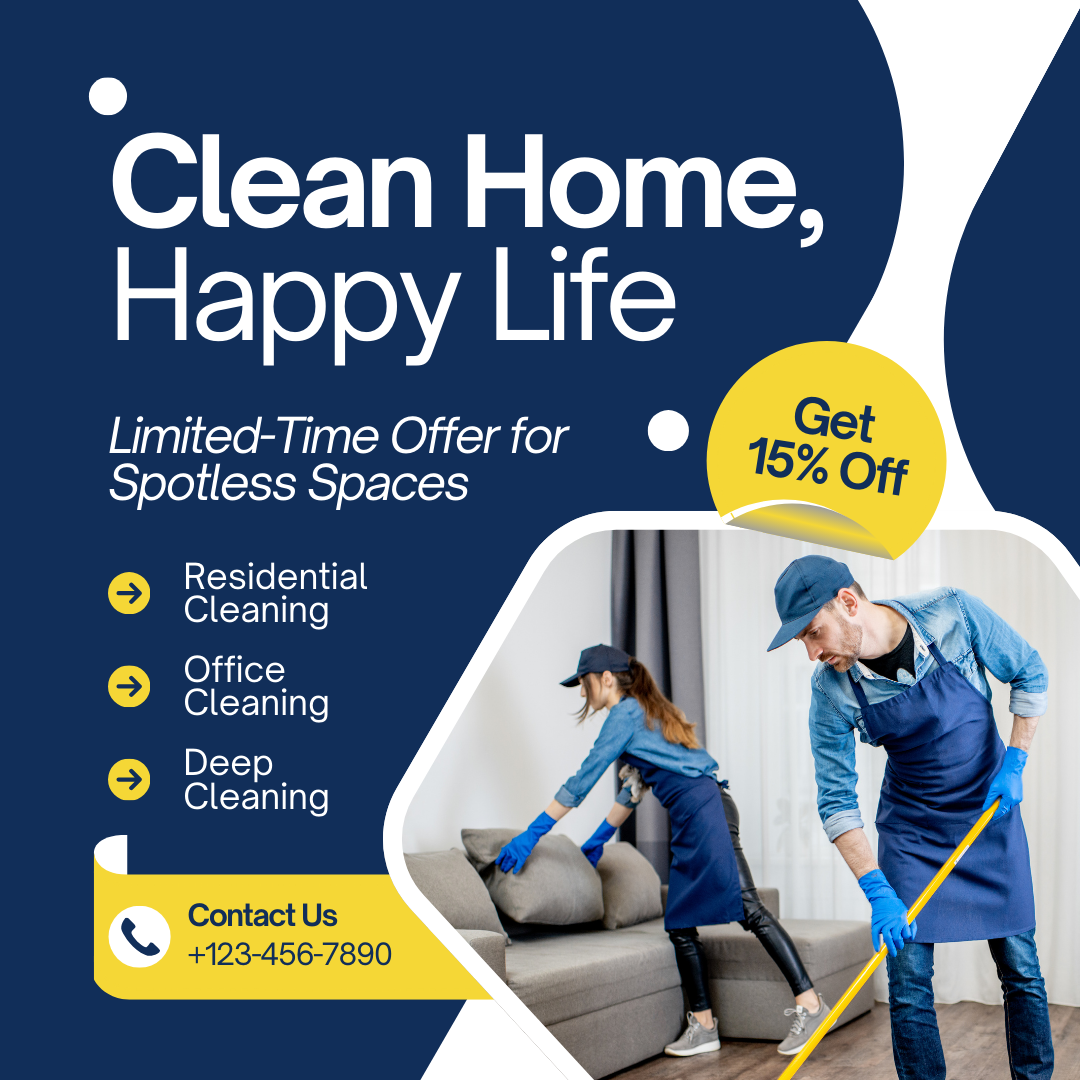 Clean Home,
Happy Life
Limited-Time Offer for
Spotless Spaces
Get
15% Off
Residential
Cleaning
Office
Cleaning
Deep
Cleaning
Contact Us
+123-456-7890